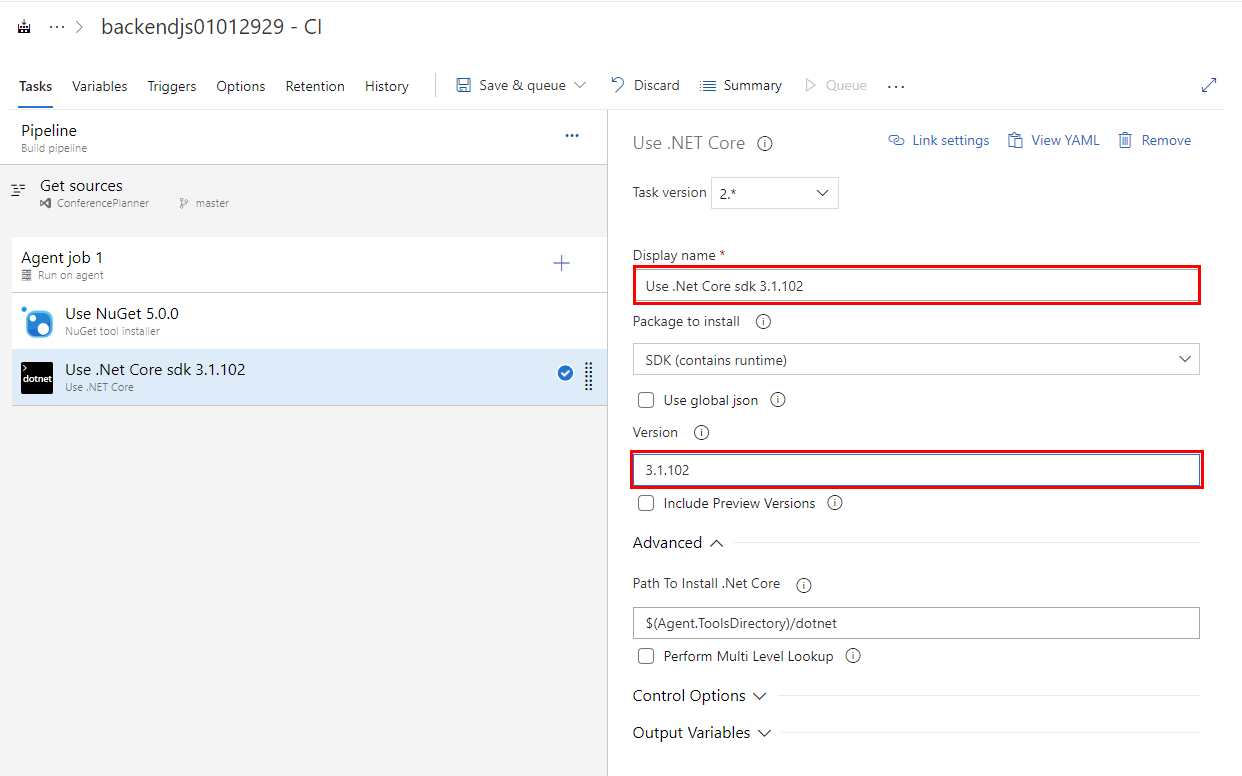 ··· > backendjs01012929 - CI
Tasks Variables Triggers Options Retention History Save & queue Discard Summary Queue ...
Pipeline
Build pipeline
Get sources
ConferencePlanner master
Agent job 1
Run on agent
Use NuGet 5.0.0
NuGet tool installer
dotnet
Use .Net Core sdk 3.1.102
Use .NET Core
Use .NET Core Link settings View YAML Remove
Task version 2.*
Display name *
Use .Net Core sdk 3.1.102
Package to install
SDK (contains runtime)
Use global json
Version
3.1.102
Include Preview Versions
Advanced
Path To Install .Net Core
$(Agent.ToolsDirectory)/dotnet
Perform Multi Level Lookup
Control Options
Output Variables